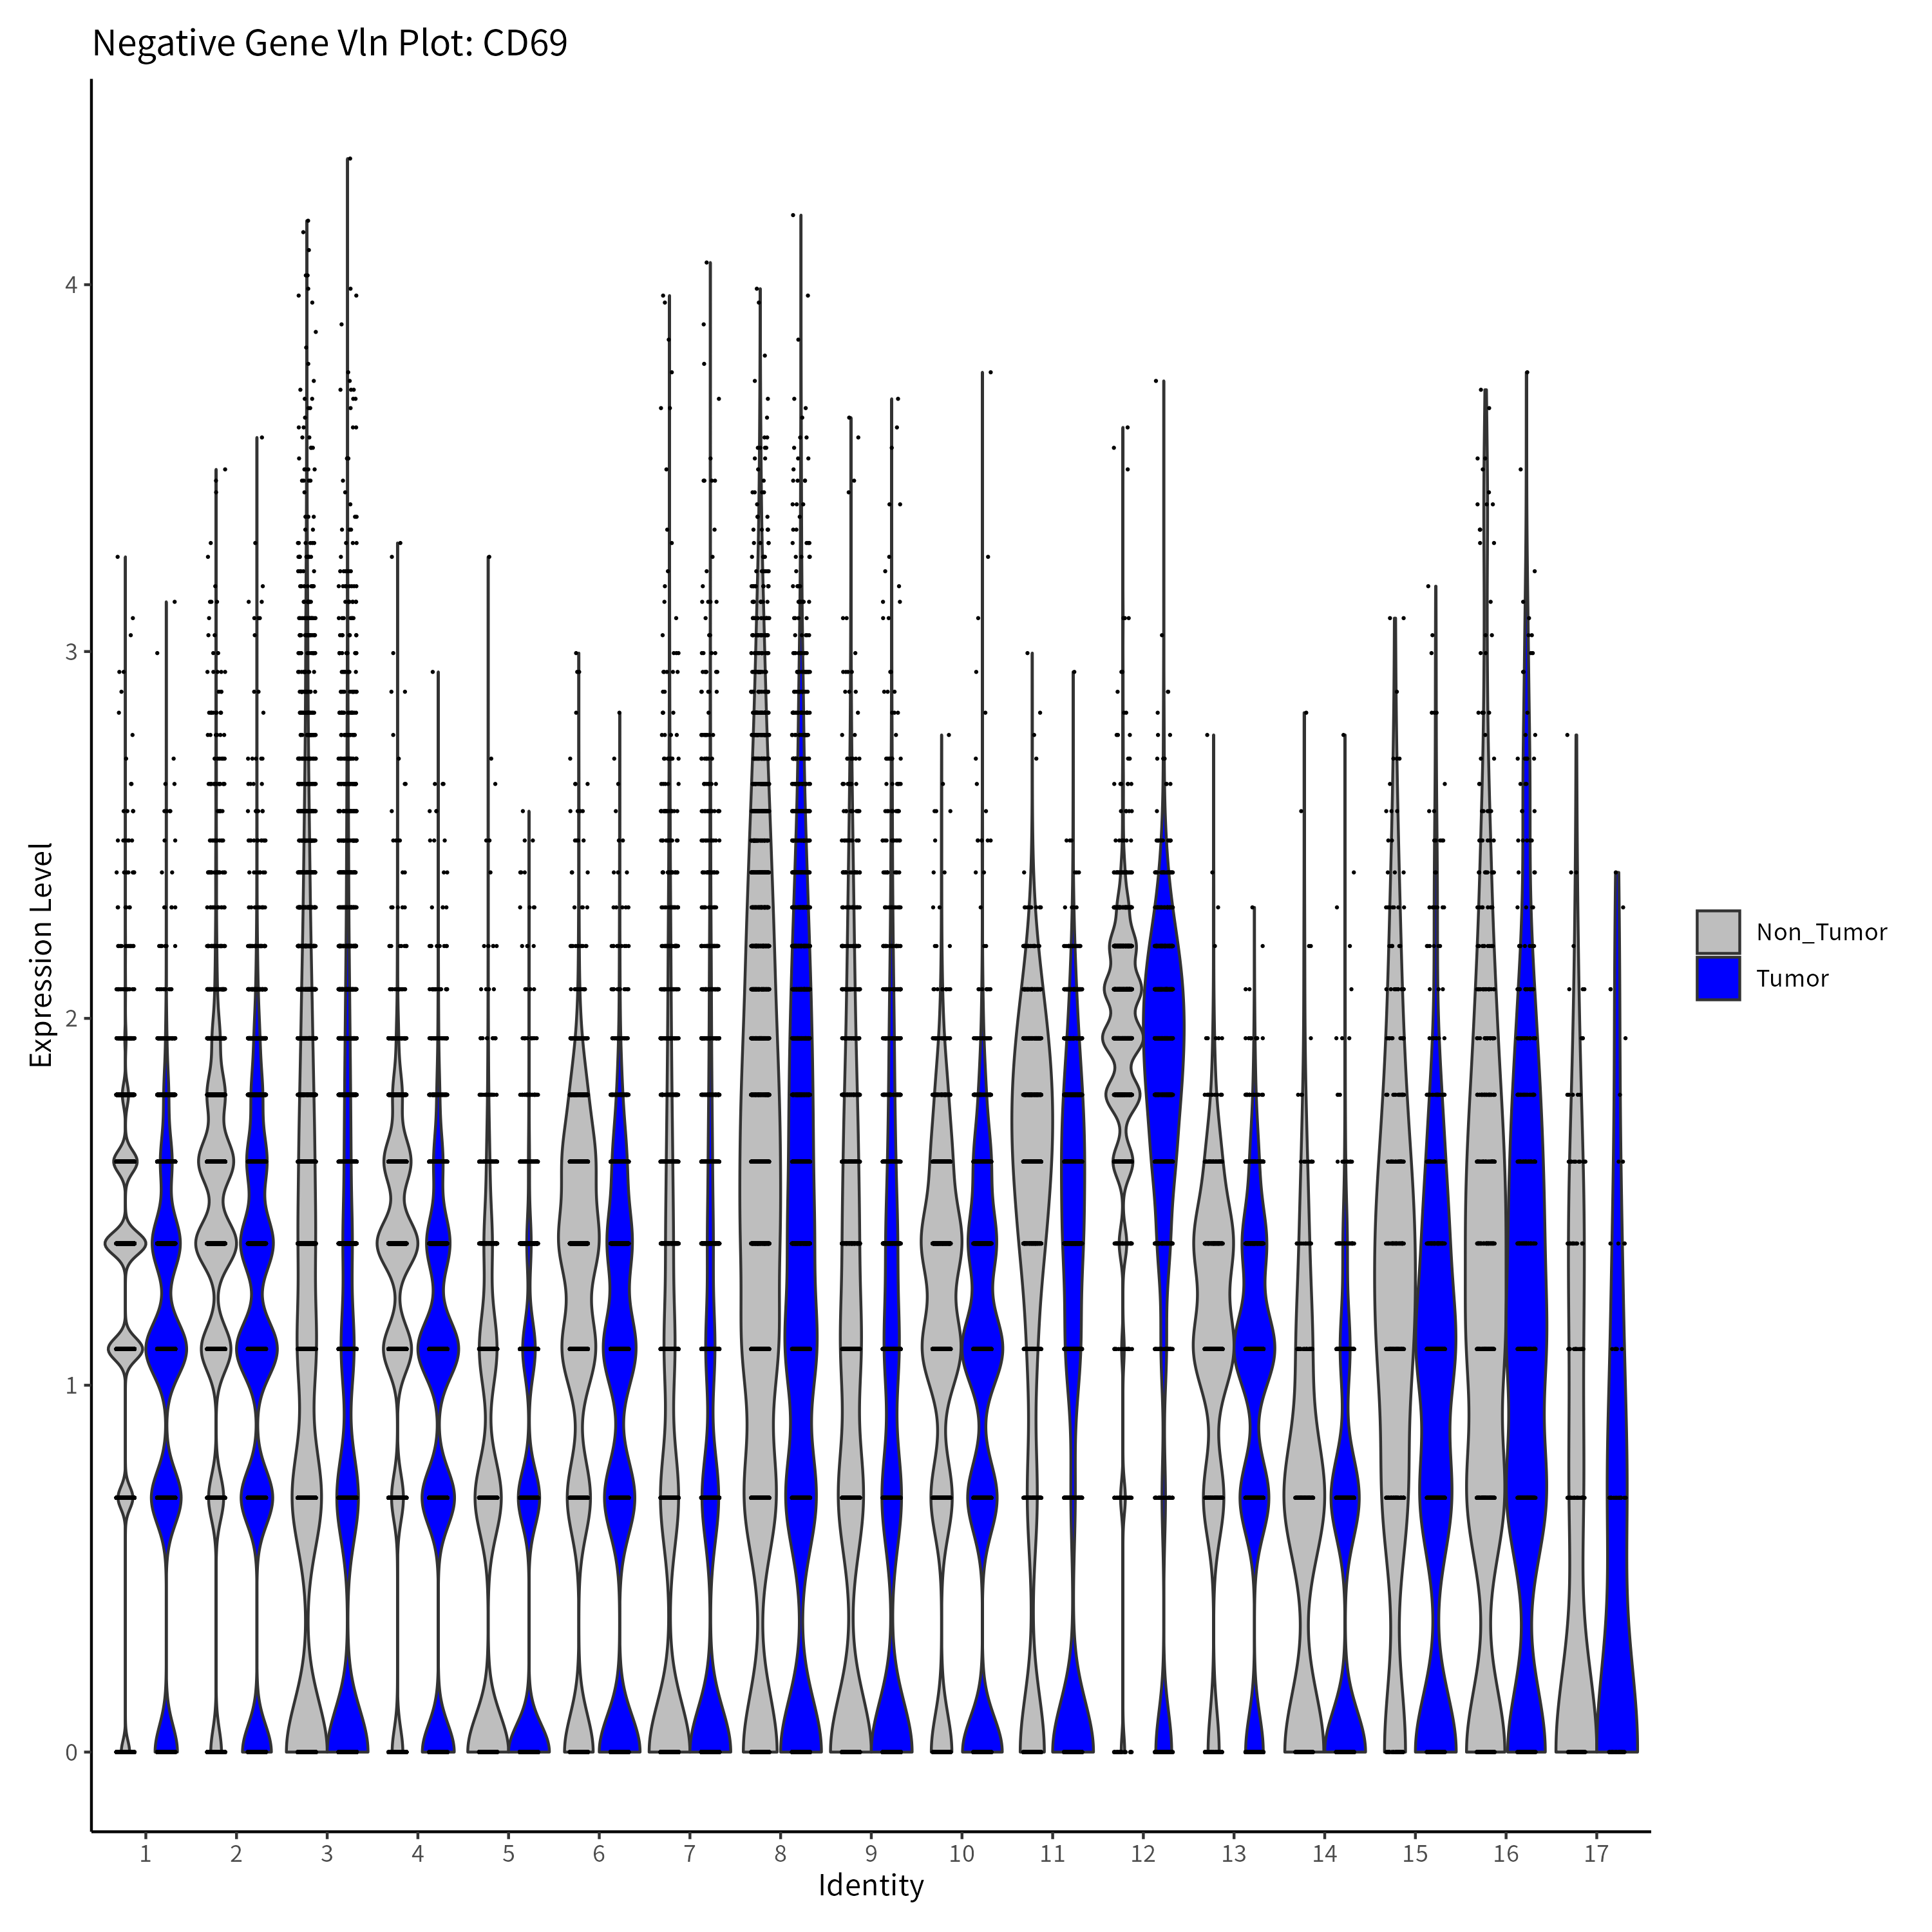 Negative Gene Vln Plot: CD69
4
3
2
1
0
Expression Level
1 2 3 4 5 6 7 8 9 10 11 12 13 14 15 16 17
Identity
Non_Tumor
Tumor